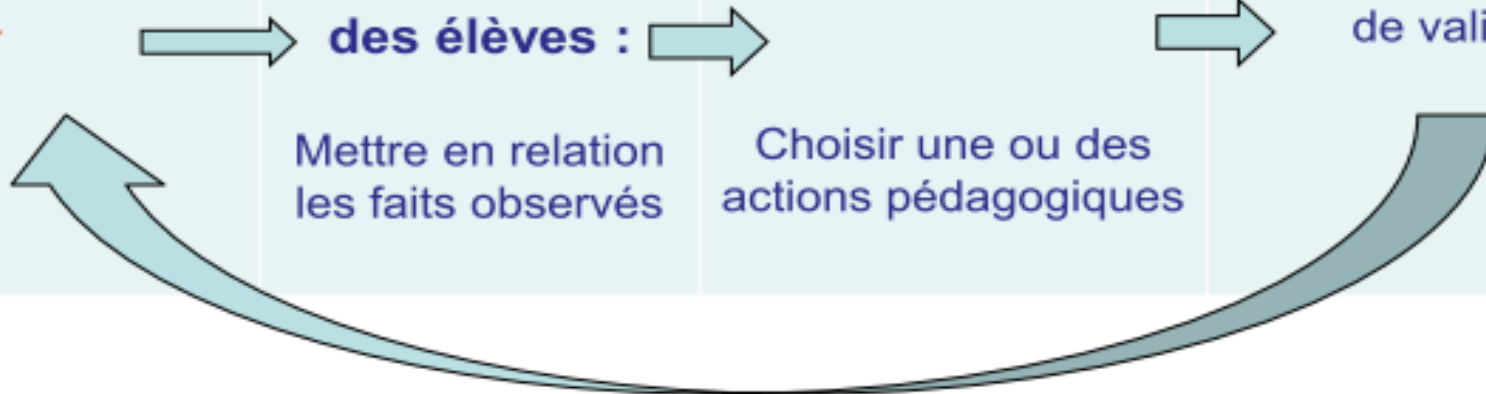 des élèves :
de vali
Mettre en relation
les faits observés
Choisir une ou des
actions pédagogiques